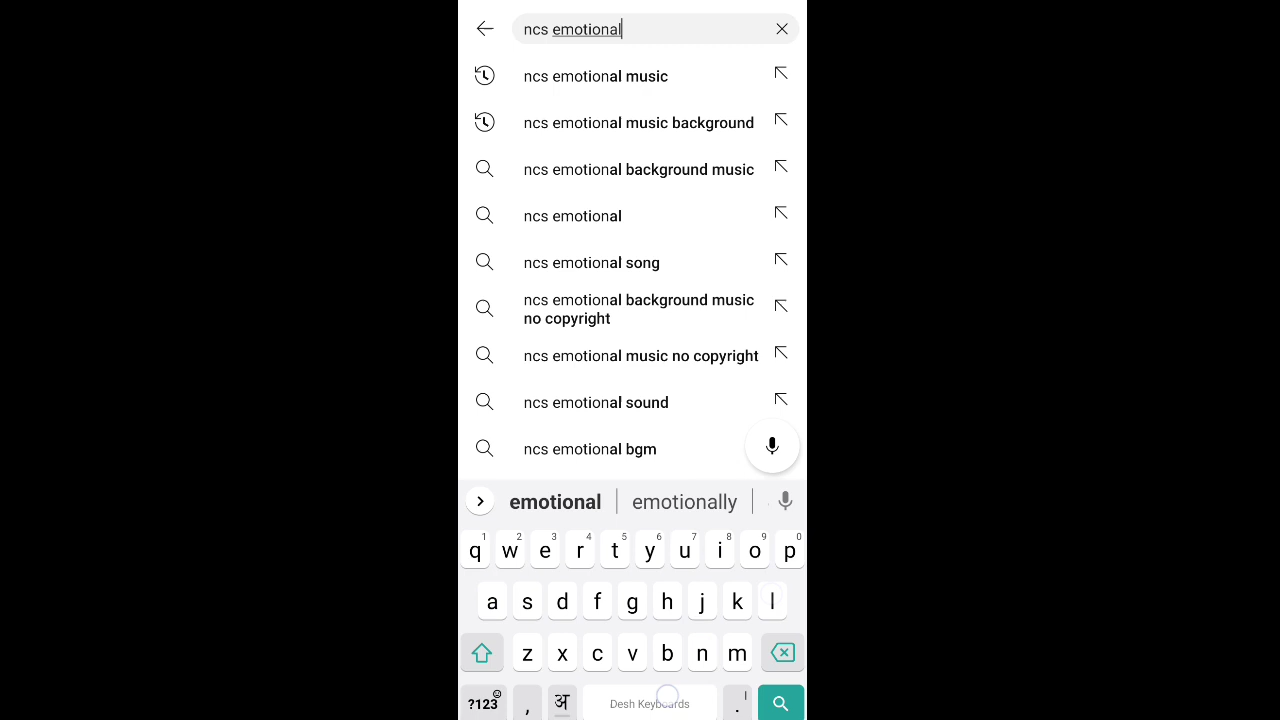 ncs emotional
ncs emotional music
ncs emotional music background
ncs emotional background music
ncs emotional
ncs emotional song
ncs emotional background music
no copyright
ncs emotional music no copyright
ncs emotional sound
ncs emotional bgm
emotional emotionally
1 2 3 4 5 6 7 8 9 0
q w e r t y u i o p
a s d f g h j k l
z x c v b n m
?123 , अ Desh Keyboards . |